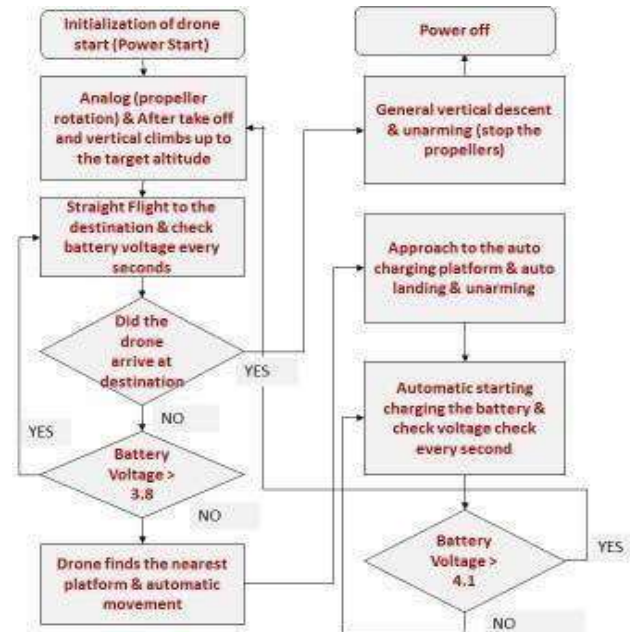 Initialization of drone
start (Power Start)
Analog (propeller
rotation) & After take off
and vertical climbs up to
the target altitude
Straight Flight to the
destination & check
battery voltage every
seconds
Did the
drone
arrive at
destination
YES
NO
YES
Battery
Voltage >
3.8
NO
Drone finds the nearest
platform & automatic
movement
Power off
General vertical descent
& unarming (stop the
propellers)
Approach to the auto
charging platform & auto
landing & unarming
Automatic starting
charging the battery &
check voltage check
every second
Battery
Voltage >
4.1
YES
NO